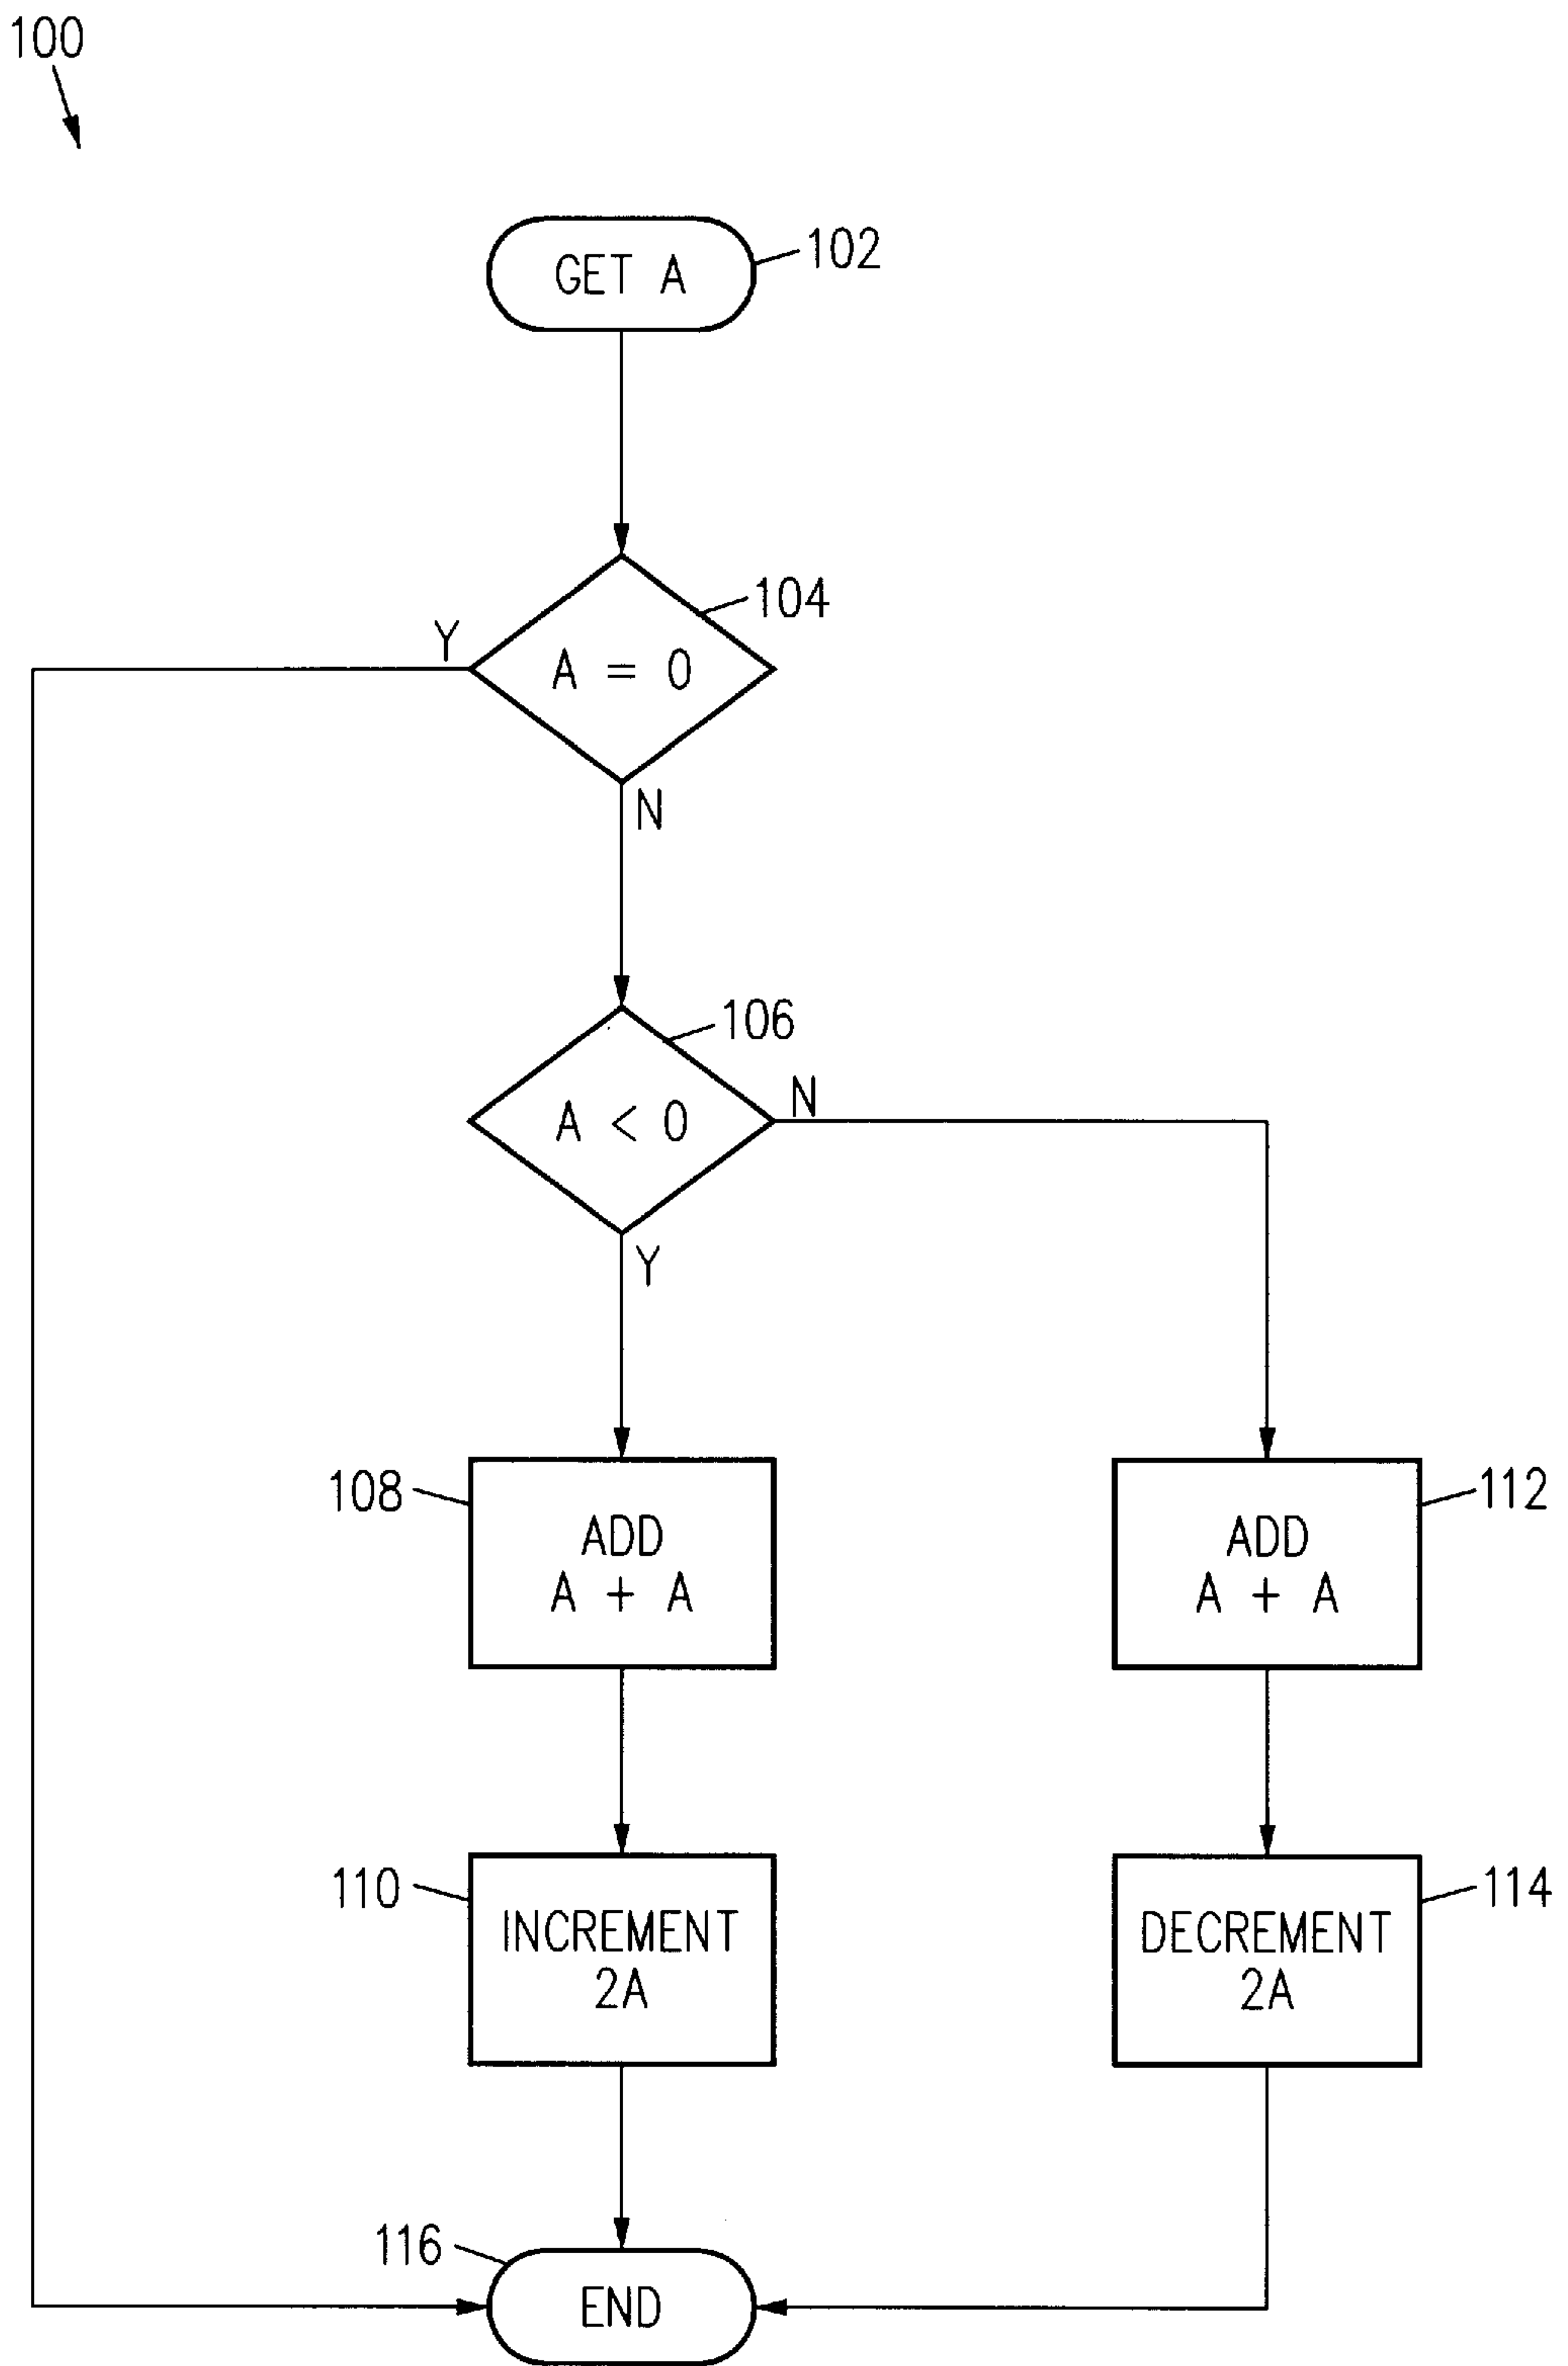 100
GET A
102
104
Y
A = 0
N
106
N
A < 0
Y
108
ADD
A + A
112
ADD
A + A
110
INCREMENT
2A
114
DECREMENT
2A
116
END